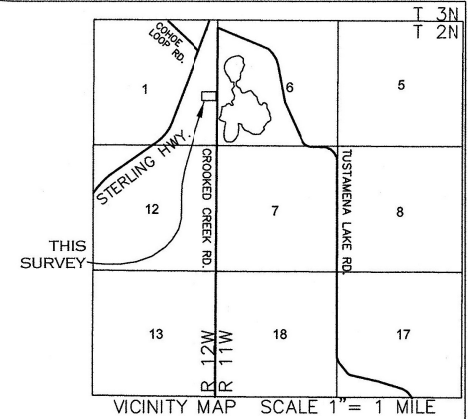 T 3N
T 2N
COHOE
LOOP RD.
1
6
5
STERLING HWY.
CROOKED CREEK RD.
TUSTAMENA LAKE RD.
12
7
8
THIS
SURVEY
13
R 12W
R 11W
18
17
VICINITY MAP SCALE 1"= 1 MILE